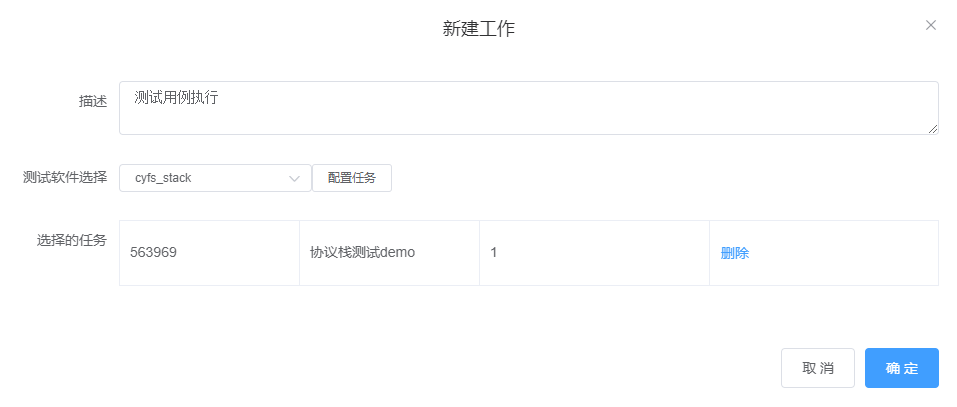 新建工作
描述
测试用例执行
测试软件选择
cyfs_stack
配置任务
选择的任务
563969
协议栈测试demo
1
删除
取 消
确 定